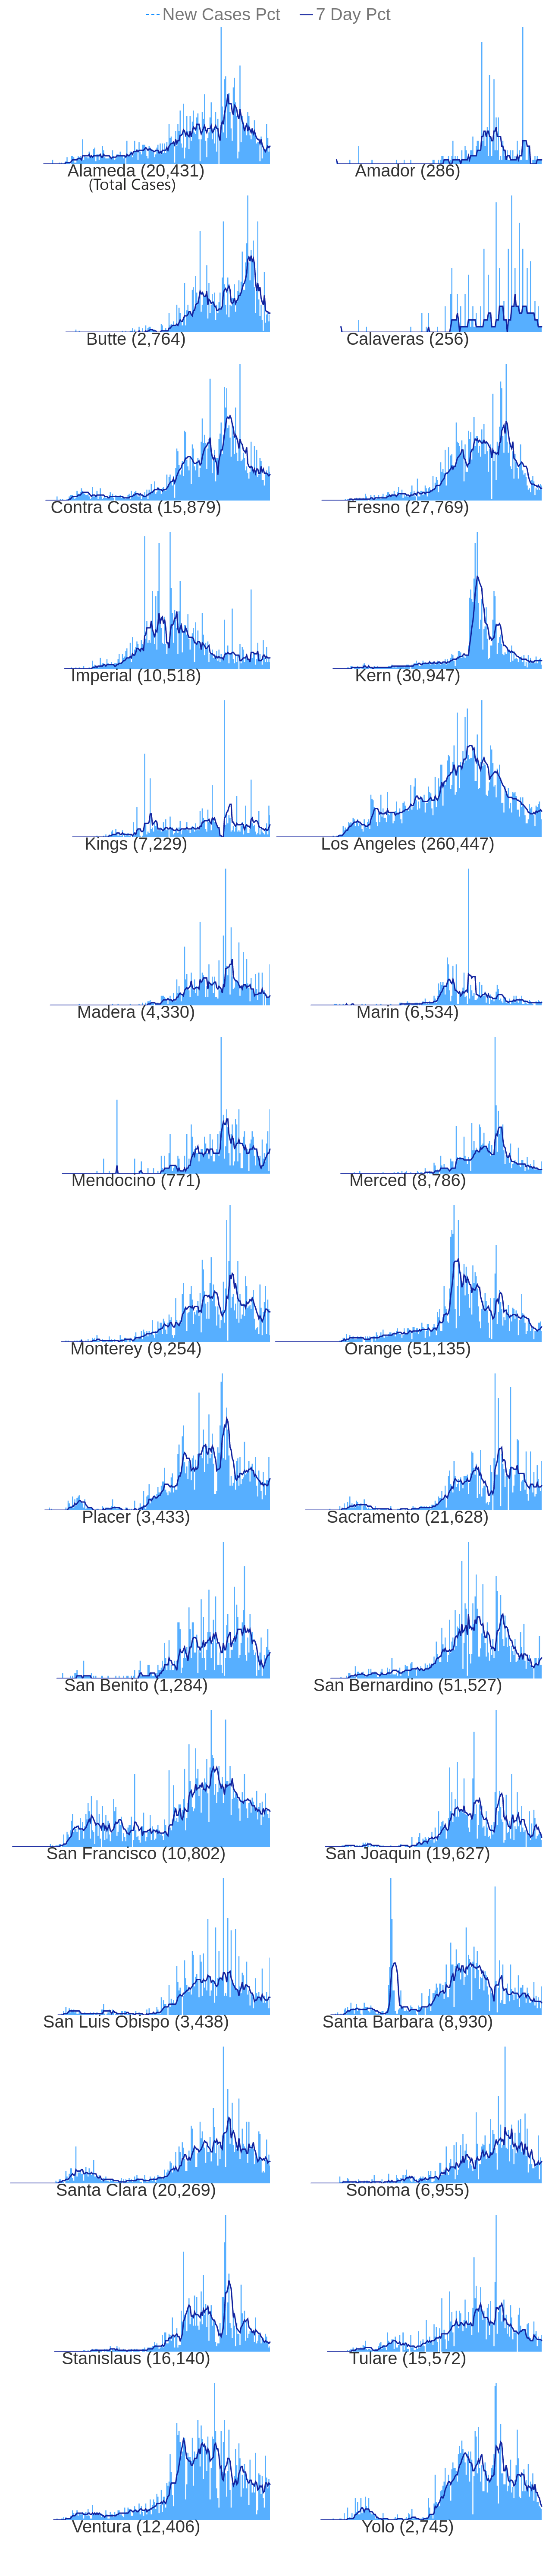 New Cases Pct 7 Day Pct
Alameda (20,431)
(Total Cases)
Amador (286)
Butte (2,764)
Calaveras (256)
Contra Costa (15,879)
Fresno (27,769)
Imperial (10,518)
Kern (30,947)
Kings (7,229)
Los Angeles (260,447)
Madera (4,330)
Marin (6,534)
Mendocino (771)
Merced (8,786)
Monterey (9,254)
Orange (51,135)
Placer (3,433)
Sacramento (21,628)
San Benito (1,284)
San Bernardino (51,527)
San Francisco (10,802)
San Joaquin (19,627)
San Luis Obispo (3,438)
Santa Barbara (8,930)
Santa Clara (20,269)
Sonoma (6,955)
Stanislaus (16,140)
Tulare (15,572)
Ventura (12,406)
Yolo (2,745)